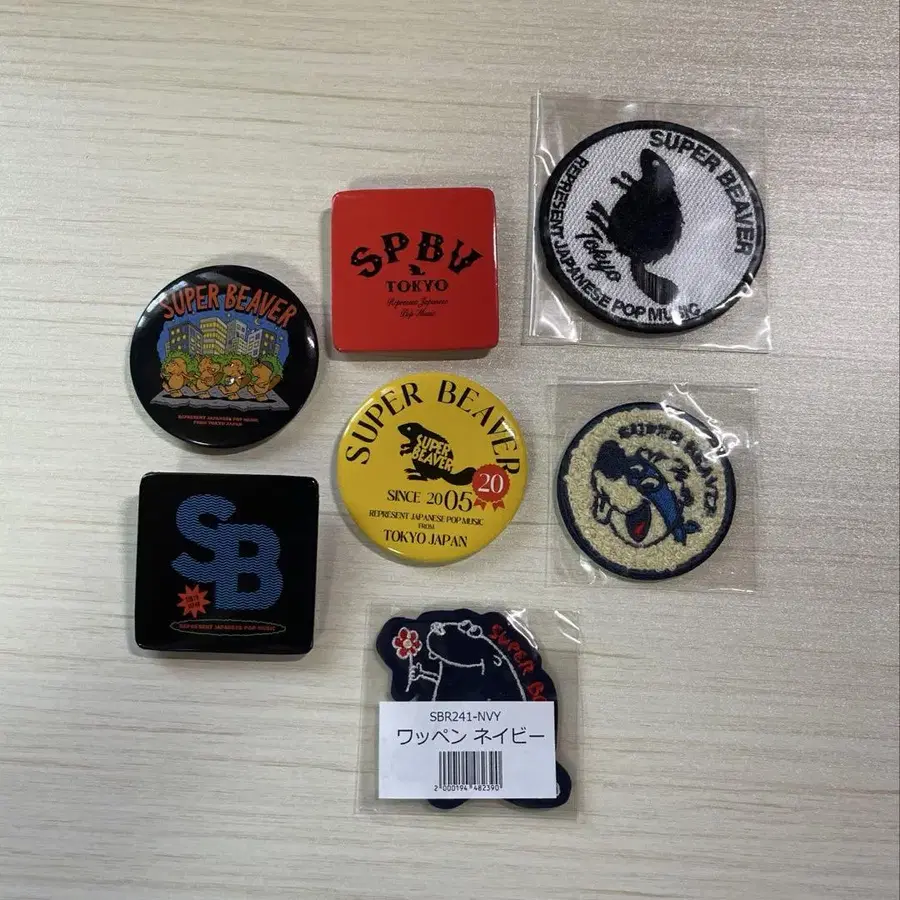 SUPER BEAVER
REPRESENT JAPANESE POP MUSIC
Tokyo
SPBV
TOKYO
Represent Japanese
Pop Music
SUPER BEAVER
REPRESENT JAPANESE POP MUSIC
FROM TOKYO JAPAN
SUPER BEAVER
SUPER
BEAVER
20
SINCE 2005
REPRESENT JAPANESE POP MUSIC
FROM
TOKYO JAPAN
SUPER BEAVER
SB
REPRESENT JAPANESE POP MUSIC
SUPER
SBR241-NVY
ワッペン ネイビー
2 000194 482390